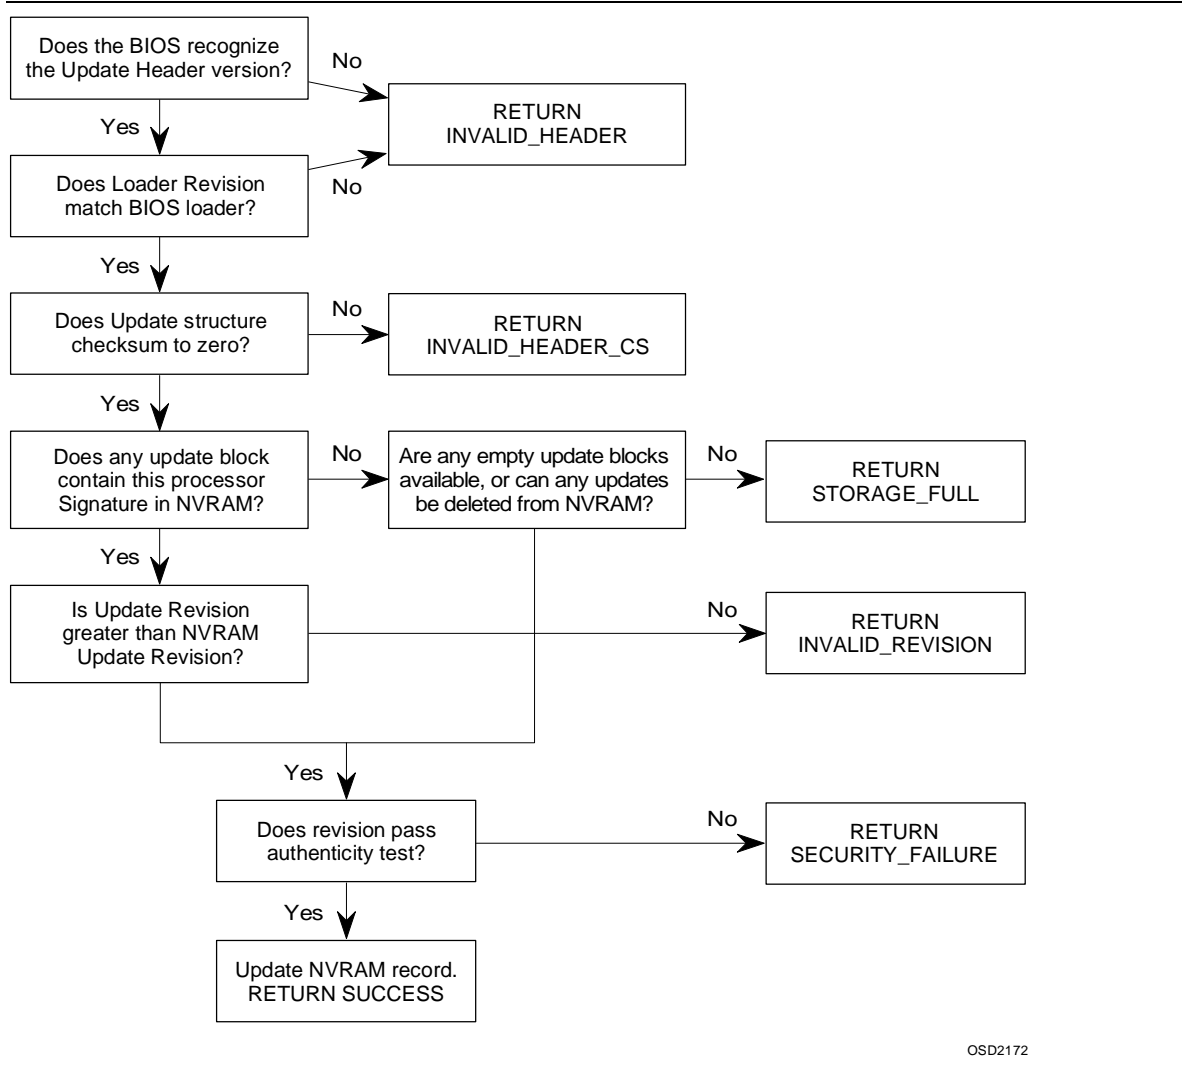 Does the BIOS recognize
the Update Header version?
No
RETURN
INVALID_HEADER
Yes
Does Loader Revision
match BIOS loader?
No
Yes
Does Update structure
checksum to zero?
No
RETURN
INVALID_HEADER_CS
Yes
Does any update block
contain this processor
Signature in NVRAM?
No
Are any empty update blocks
available, or can any updates
be deleted from NVRAM?
No
RETURN
STORAGE_FULL
Yes
Is Update Revision
greater than NVRAM
Update Revision?
No
RETURN
INVALID_REVISION
Yes
Does revision pass
authenticity test?
No
RETURN
SECURITY_FAILURE
Yes
Update NVRAM record.
RETURN SUCCESS
OSD2172